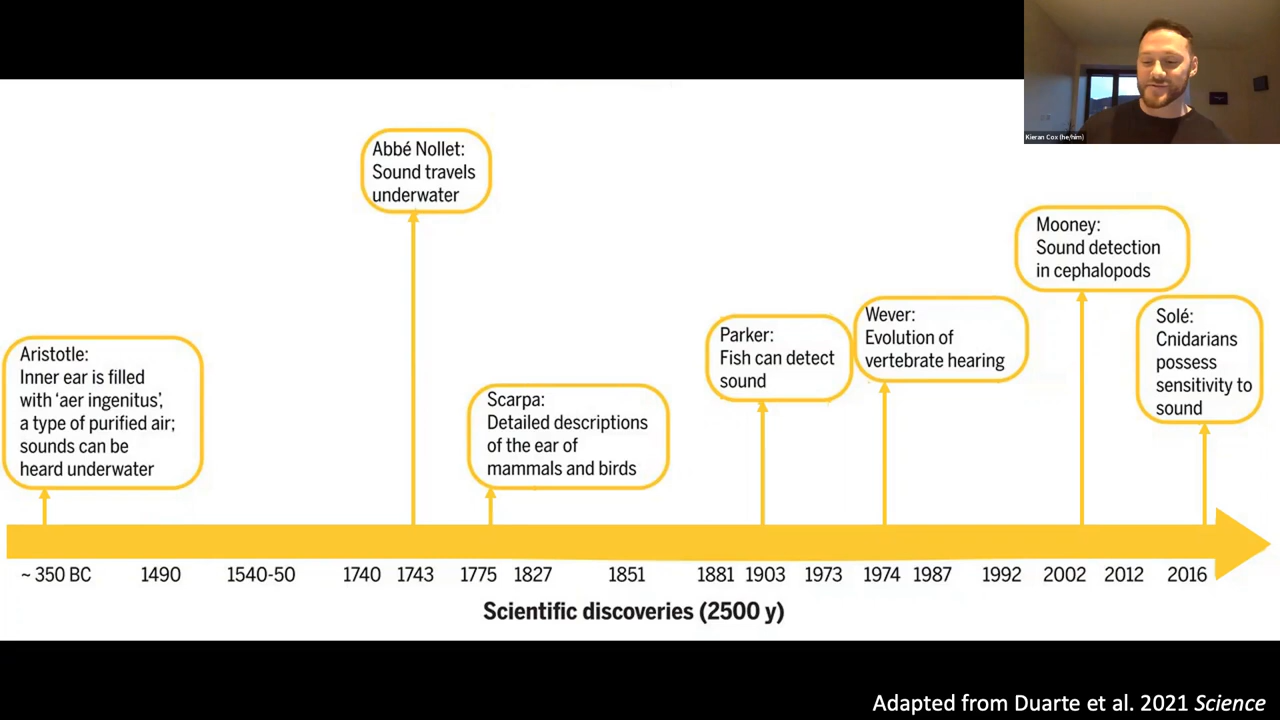 Kieran Cox (he/him)
Abbé Nollet:
Sound travels
underwater
Mooney:
Sound detection
in cephalopods
Aristotle:
Inner ear is filled
with ‘aer ingenitus’,
a type of purified air;
sounds can be
heard underwater
Scarpa:
Detailed descriptions
of the ear of
mammals and birds
Parker:
Fish can detect
sound
Wever:
Evolution of
vertebrate hearing
Solé:
Cnidarians
possess
sensitivity to
sound
~ 350 BC 1490 1540-50 1740 1743 1775 1827 1851 1881 1903 1973 1974 1987 1992 2002 2012 2016
Scientific discoveries (2500 y)
Adapted from Duarte et al. 2021 Science